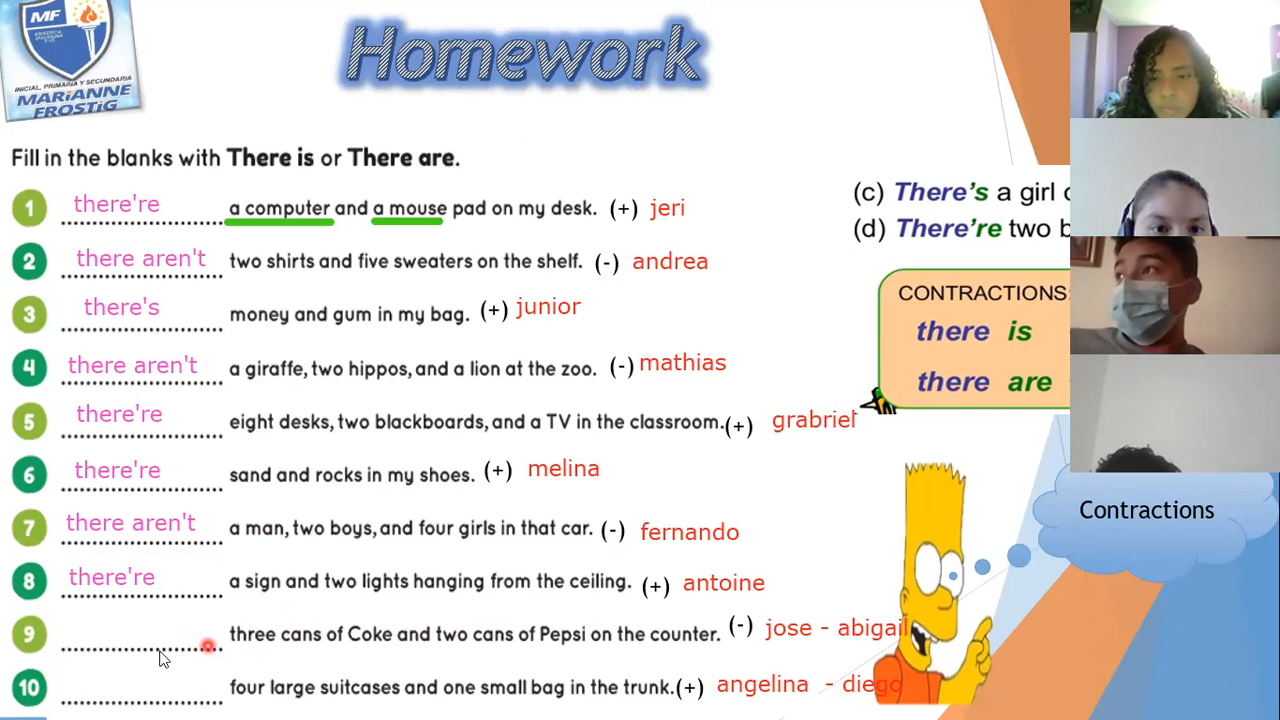 MF
INICIAL, PRIMARIA Y SECUNDARIA
MARIANNE
FROSTIG
Homework
Fill in the blanks with There is or There are.
1 there're a computer and a mouse pad on my desk. (+) jeri
2 there aren't two shirts and five sweaters on the shelf. (-) andrea
3 there's money and gum in my bag. (+) junior
4 there aren't a giraffe, two hippos, and a lion at the zoo. (-) mathias
5 there're eight desks, two blackboards, and a TV in the classroom. (+) grabriel
6 there're sand and rocks in my shoes. (+) melina
7 there aren't a man, two boys, and four girls in that car. (-) fernando
8 there're a sign and two lights hanging from the ceiling. (+) antoine
9 three cans of Coke and two cans of Pepsi on the counter. (-) jose - abigail
10 four large suitcases and one small bag in the trunk. (+) angelina - diego
(c) There's a girl
(d) There're two
CONTRACTIONS:
there is
there are
Contractions